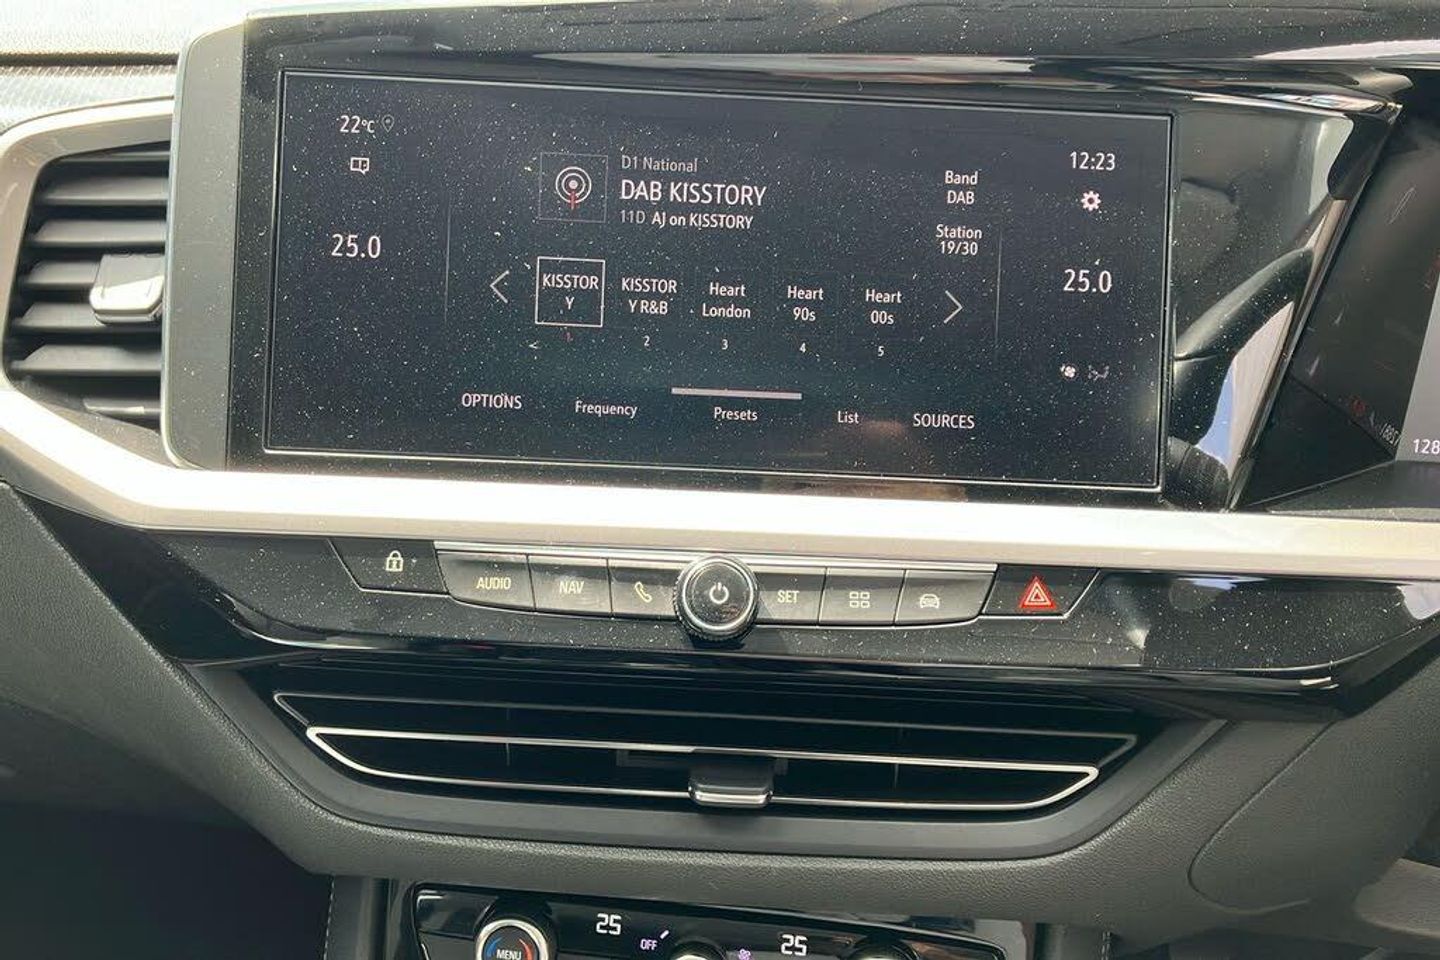 22°C
25.0
D1 National
DAB KISSTORY
11D AJ on KISSTORY
Band
DAB
Station
19/30
12:23
25.0
KISSTOR
Y
1
KISSTOR
Y R&B
2
Heart
London
3
Heart
90s
4
Heart
00s
5
OPTIONS
Frequency
Presets
List
SOURCES
128
AUDIO
NAV
SET
MENU
25
OFF
25